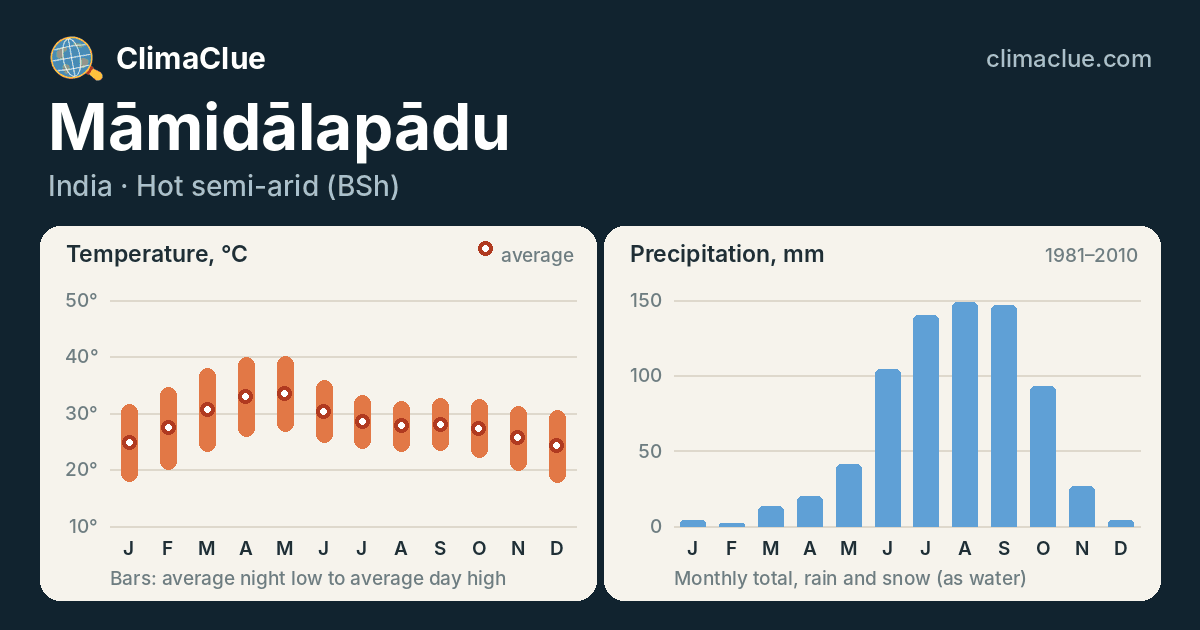 ClimaClue
climaclue.com
Māmidālapādu
India · Hot semi-arid (BSh)
Temperature, °C
average
50°
40°
30°
20°
10°
J F M A M J J A S O N D
Bars: average night low to average day high
Precipitation, mm
1981–2010
150
100
50
0
J F M A M J J A S O N D
Monthly total, rain and snow (as water)